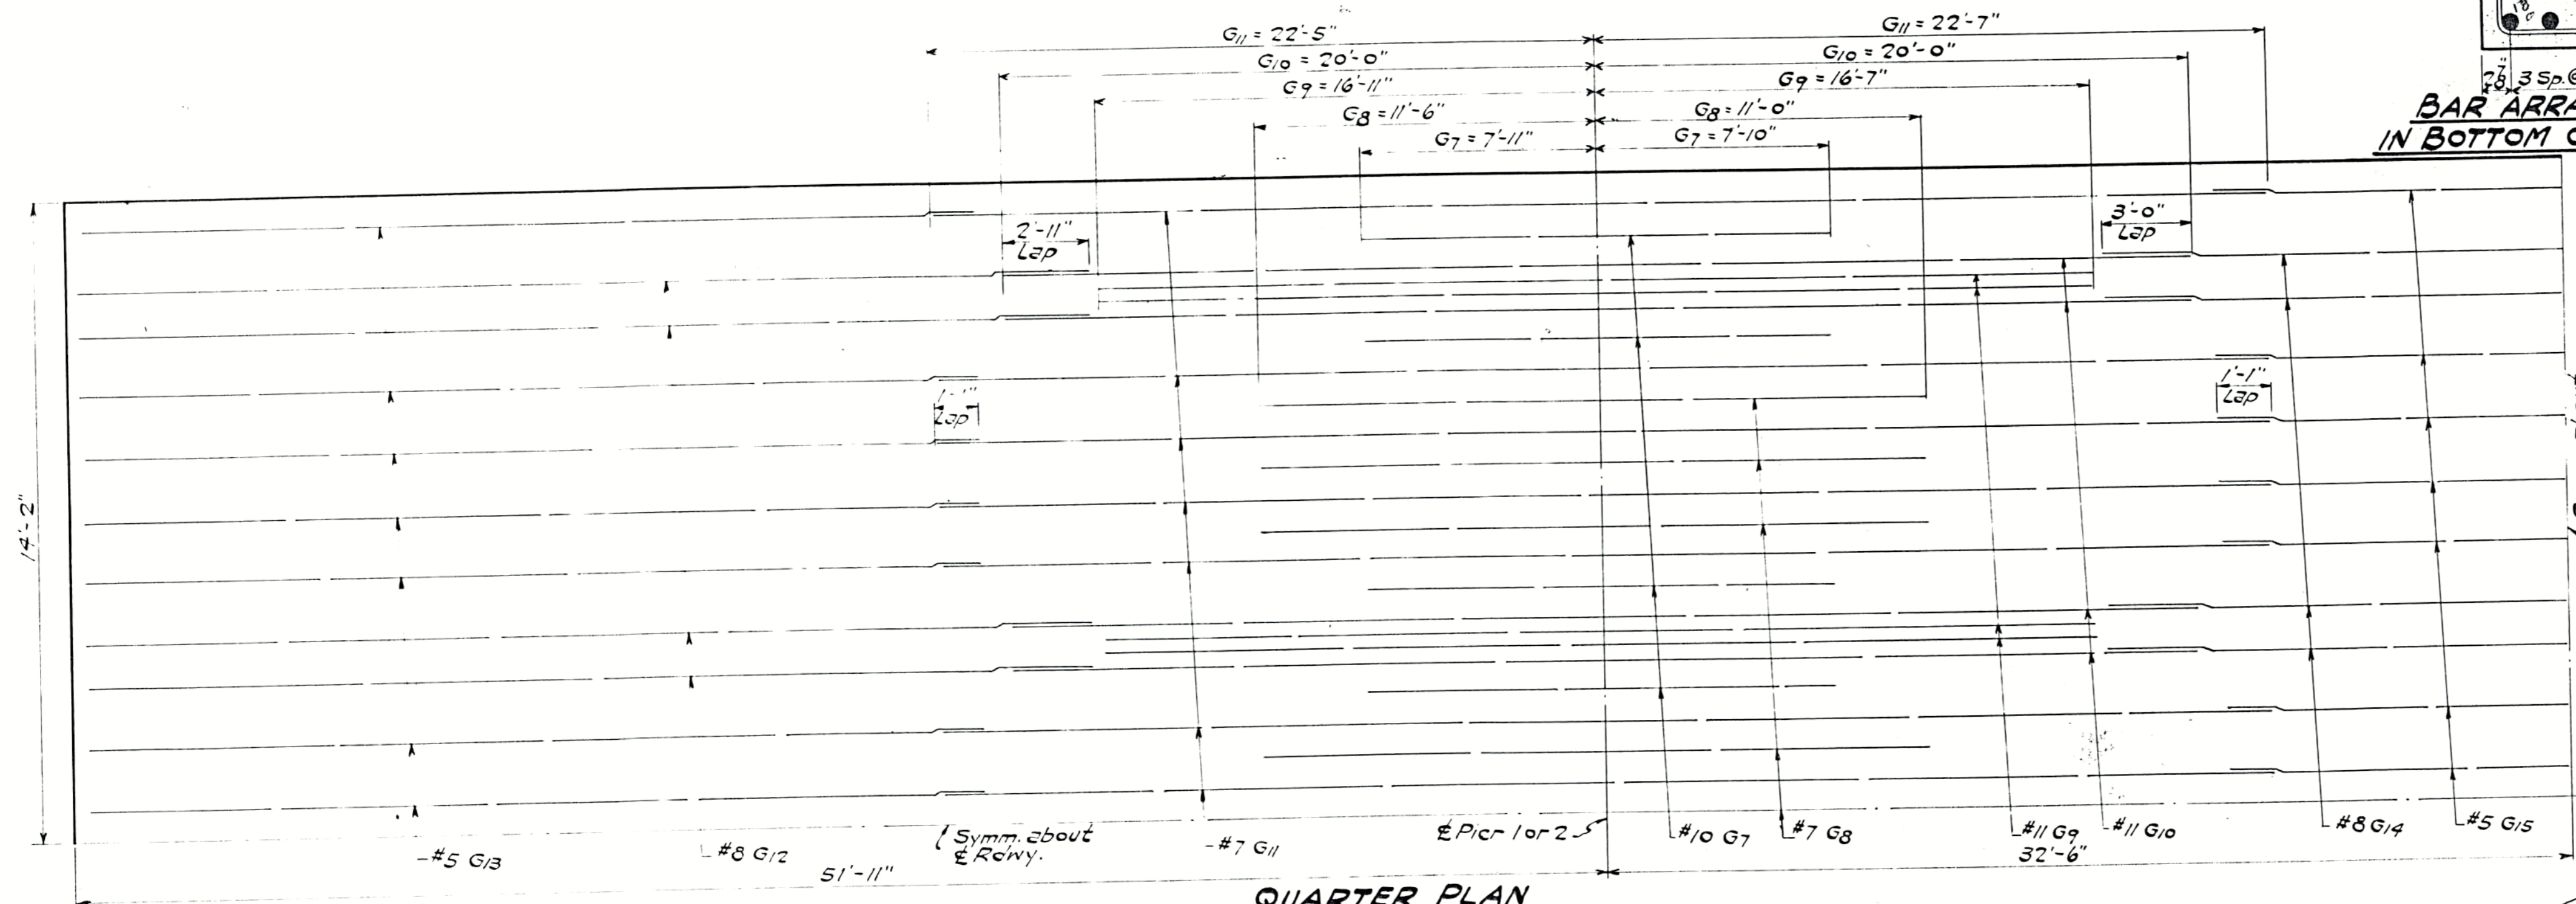 G11 = 22'-5"
G11 = 22'-7"
G10 = 20'-0"
G10 = 20'-0"
G9 = 16'-11"
G9 = 16'-7"
G8 = 11'-6"
G8 = 11'-0"
G7 = 7'-11"
G7 = 7'-10"
3 Sp.@
BAR ARRA
IN BOTTOM O
2'-11"
Lap
3'-0"
Lap
Lap
1'-1"
Lap
14'-2"
#5 G13
#8 G12
Symm. about
℄ Rdwy.
#7 G11
℄ Pier 1 or 2
#10 G7
#7 G8
#11 G9
#11 G10
#8 G14
#5 G15
51'-11"
32'-6"
QUARTER PLAN